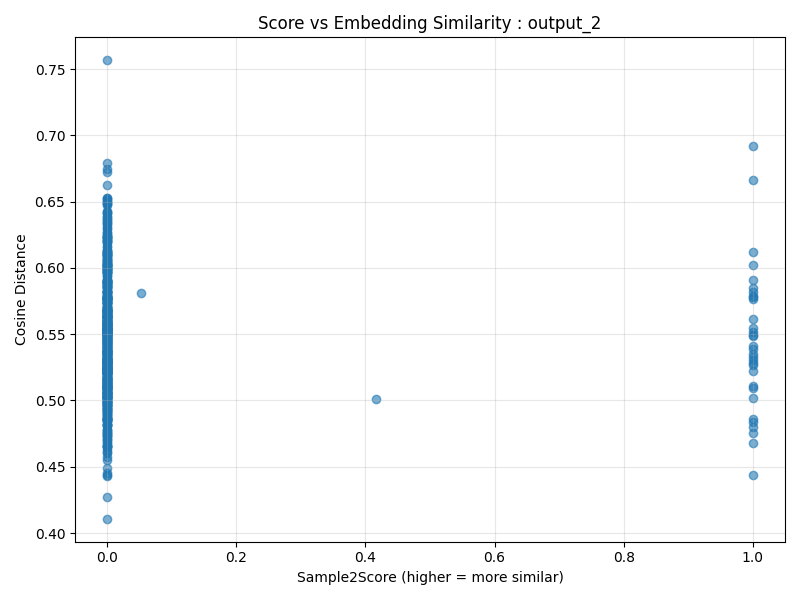 Score vs Embedding Similarity : output_2
Cosine Distance
0.75
0.70
0.65
0.60
0.55
0.50
0.45
0.40
0.0 0.2 0.4 0.6 0.8 1.0
Sample2Score (higher = more similar)